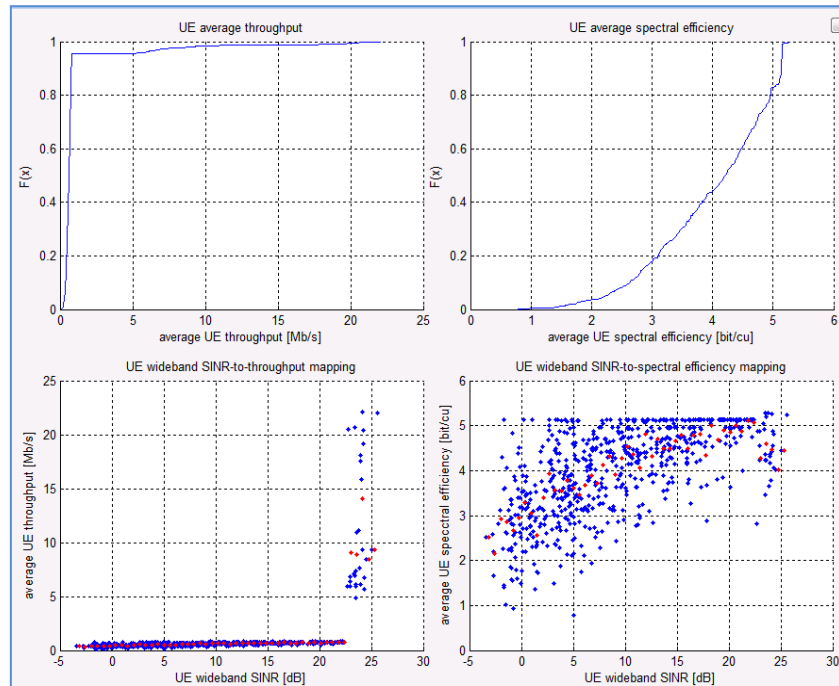 UE average throughput
1
0.8
0.6
0.4
0.2
0
F(x)
0 5 10 15 20 25
average UE throughput [Mb/s]
UE average spectral efficiency
1
0.8
0.6
0.4
0.2
0
F(x)
0 1 2 3 4 5 6
average UE spectral efficiency [bit/cu]
UE wideband SINR-to-throughput mapping
25
20
15
10
5
0
average UE throughput [Mb/s]
-5 0 5 10 15 20 25 30
UE wideband SINR [dB]
UE wideband SINR-to-spectral efficiency mapping
6
5
4
3
2
1
0
average UE specctral efficiency [bit/cu]
-5 0 5 10 15 20 25 30
UE wideband SINR [dB]